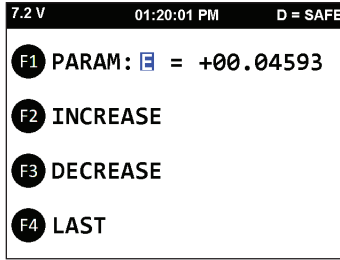 7.2 V 01:20:01 PM D = SAFE
F1 PARAM: E = +00.04593
F2 INCREASE
F3 DECREASE
F4 LAST